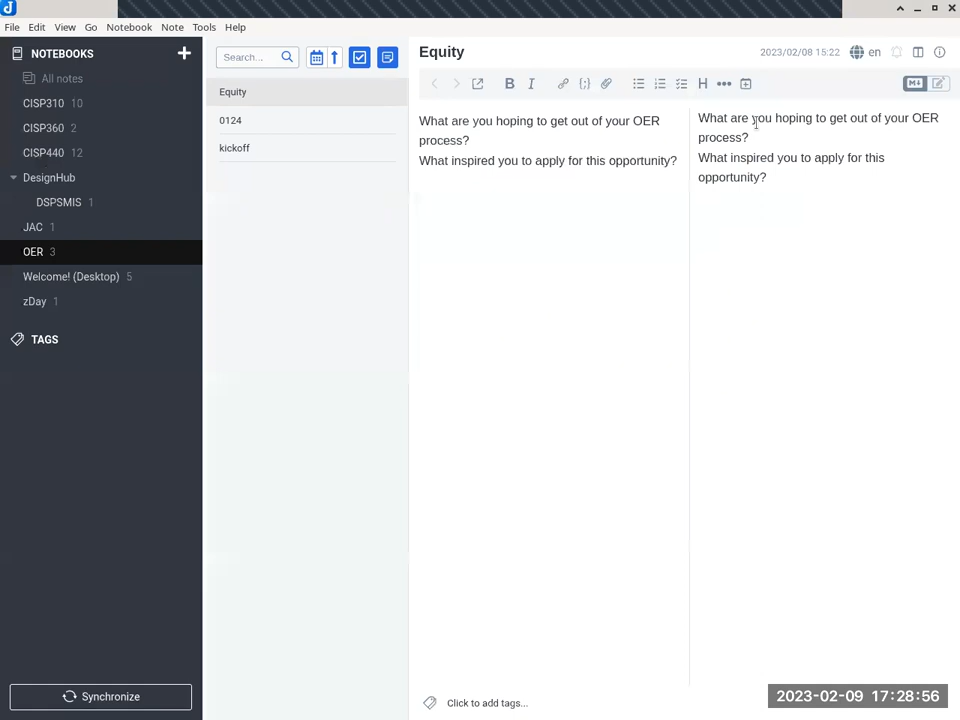 File Edit View Go Notebook Note Tools Help
NOTEBOOKS
All notes
CISP310 10
CISP360 2
CISP440 12
DesignHub
DSPSMIS 1
JAC 1
OER 3
Welcome! (Desktop) 5
zDay 1
TAGS
Synchronize
Search...
Equity
0124
kickoff
Equity
2023/02/08 15:22
en
B I
H
M
What are you hoping to get out of your OER
process?
What inspired you to apply for this opportunity?
What are you hoping to get out of your OER
process?
What inspired you to apply for this
opportunity?
Click to add tags...
2023-02-09 17:28:56